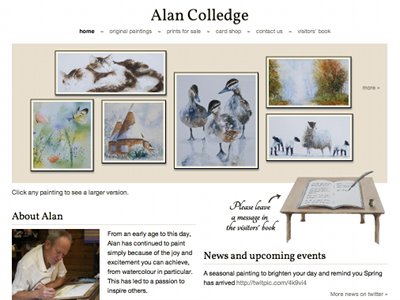 Alan Colledge
home ~ original paintings ~ prints for sale ~ card shop ~ contact us ~ visitors' book
more »
Click any painting to see a larger version.
Please leave
a message in
the visitors' book
About Alan
From an early to this day,
Alan has continued to paint
simply because of the joy and
excitement you can achieve,
from watercolour in particular.
This has led to a passion to
inspire others.
News and upcoming events
A seasonal painting to brighten your day and remind you Spring
has arrived http://twitpic.com/4k9vi4
More news on twitter »